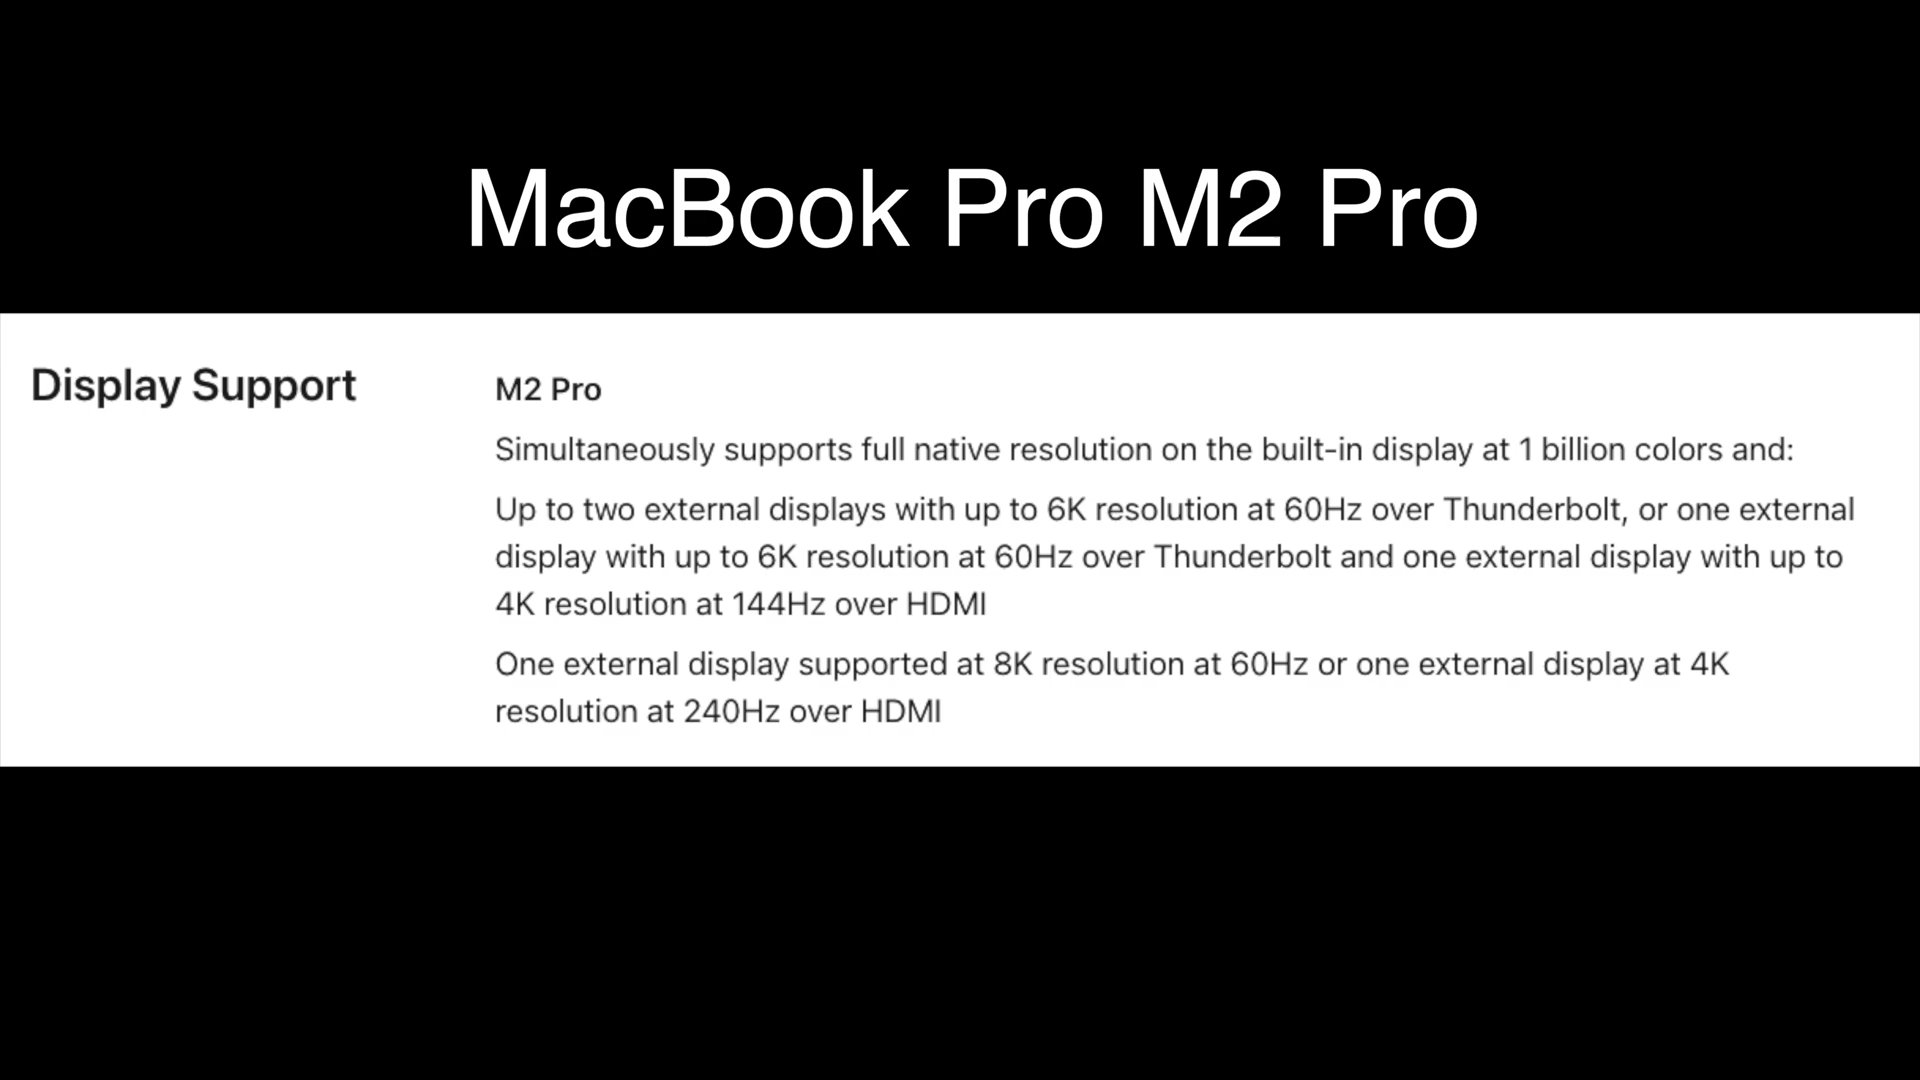 MacBook Pro M2 Pro
Display Support
M2 Pro
Simultaneously supports full native resolution on the built-in display at 1 billion colors and:
Up to two external displays with up to 6K resolution at 60Hz over Thunderbolt, or one external
display with up to 6K resolution at 60Hz over Thunderbolt and one external display with up to
4K resolution at 144Hz over HDMI
One external display supported at 8K resolution at 60Hz or one external display at 4K
resolution at 240Hz over HDMI